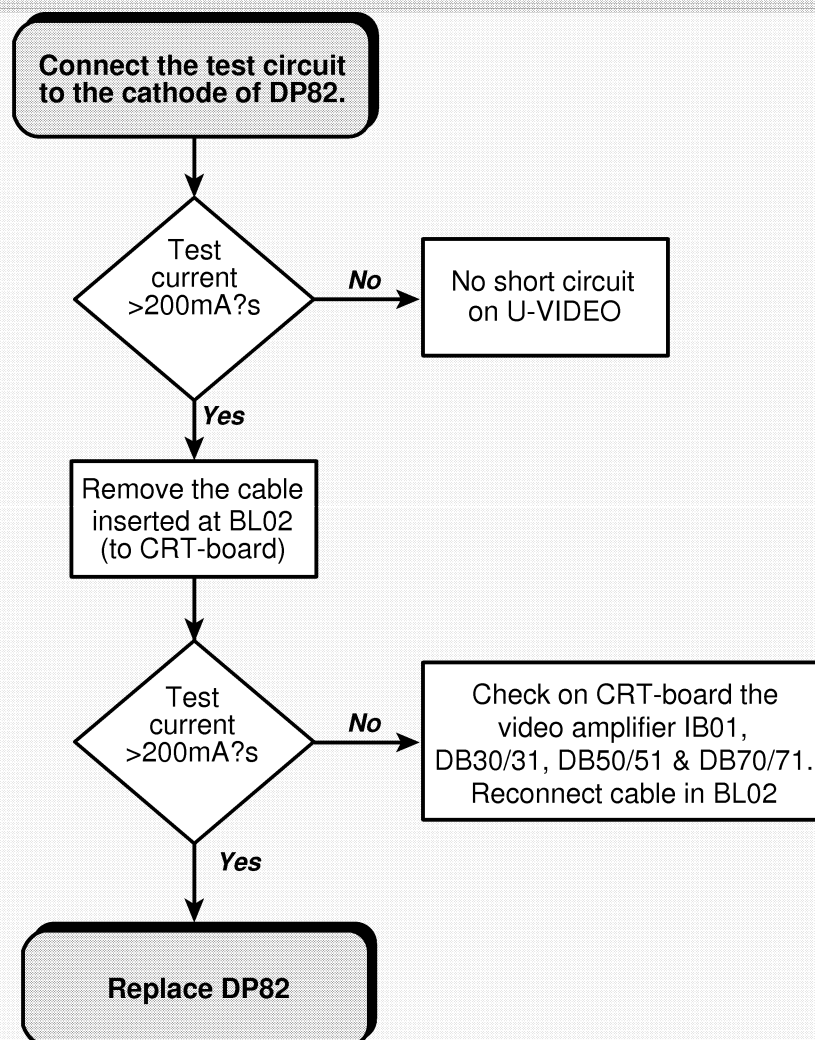 Connect the test circuit
to the cathode of DP82.
Test
current
>200mA?s
No
No short circuit
on U-VIDEO
Yes
Remove the cable
inserted at BL02
(to CRT-board)
Test
current
>200mA?s
No
Check on CRT-board the
video amplifier IB01,
DB30/31, DB50/51 & DB70/71.
Reconnect cable in BL02
Yes
Replace DP82